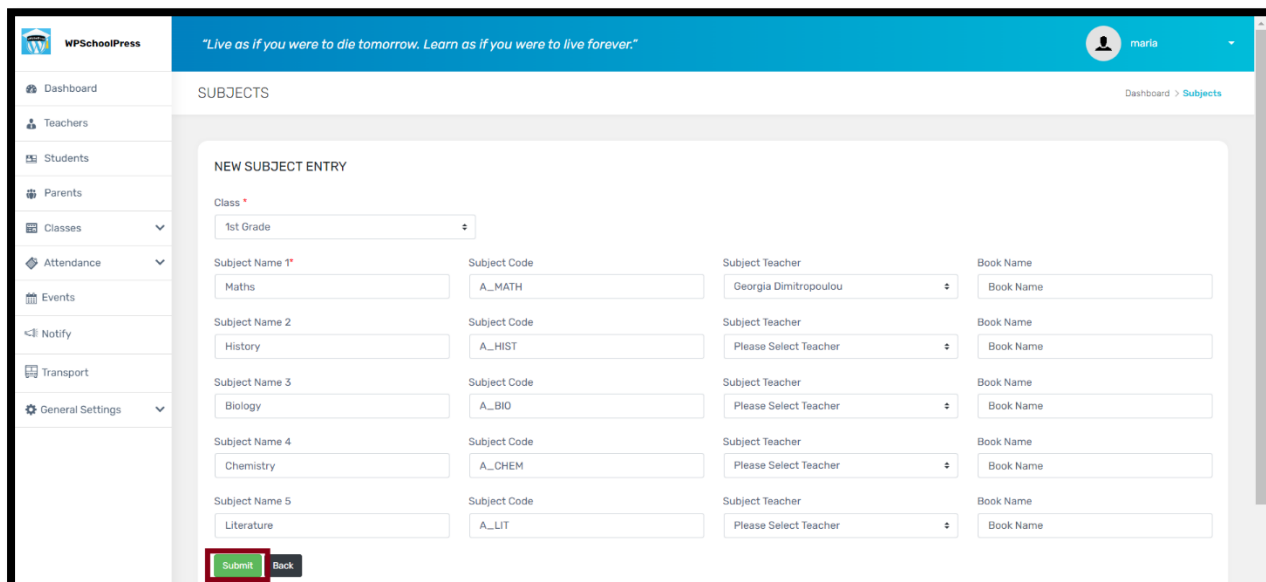 WPSchoolPress
"Live as if you were to die tomorrow. Learn as if you were to live forever."
maria
Dashboard
Teachers
Students
Parents
Classes
Attendance
Events
Notify
Transport
General Settings
SUBJECTS
Dashboard > Subjects
NEW SUBJECT ENTRY
Class *
1st Grade
Subject Name 1* Subject Code Subject Teacher Book Name
Maths A_MATH Georgia Dimitropoulou Book Name
Subject Name 2 Subject Code Subject Teacher Book Name
History A_HIST Please Select Teacher Book Name
Subject Name 3 Subject Code Subject Teacher Book Name
Biology A_BIO Please Select Teacher Book Name
Subject Name 4 Subject Code Subject Teacher Book Name
Chemistry A_CHEM Please Select Teacher Book Name
Subject Name 5 Subject Code Subject Teacher Book Name
Literature A_LIT Please Select Teacher Book Name
Submit Back